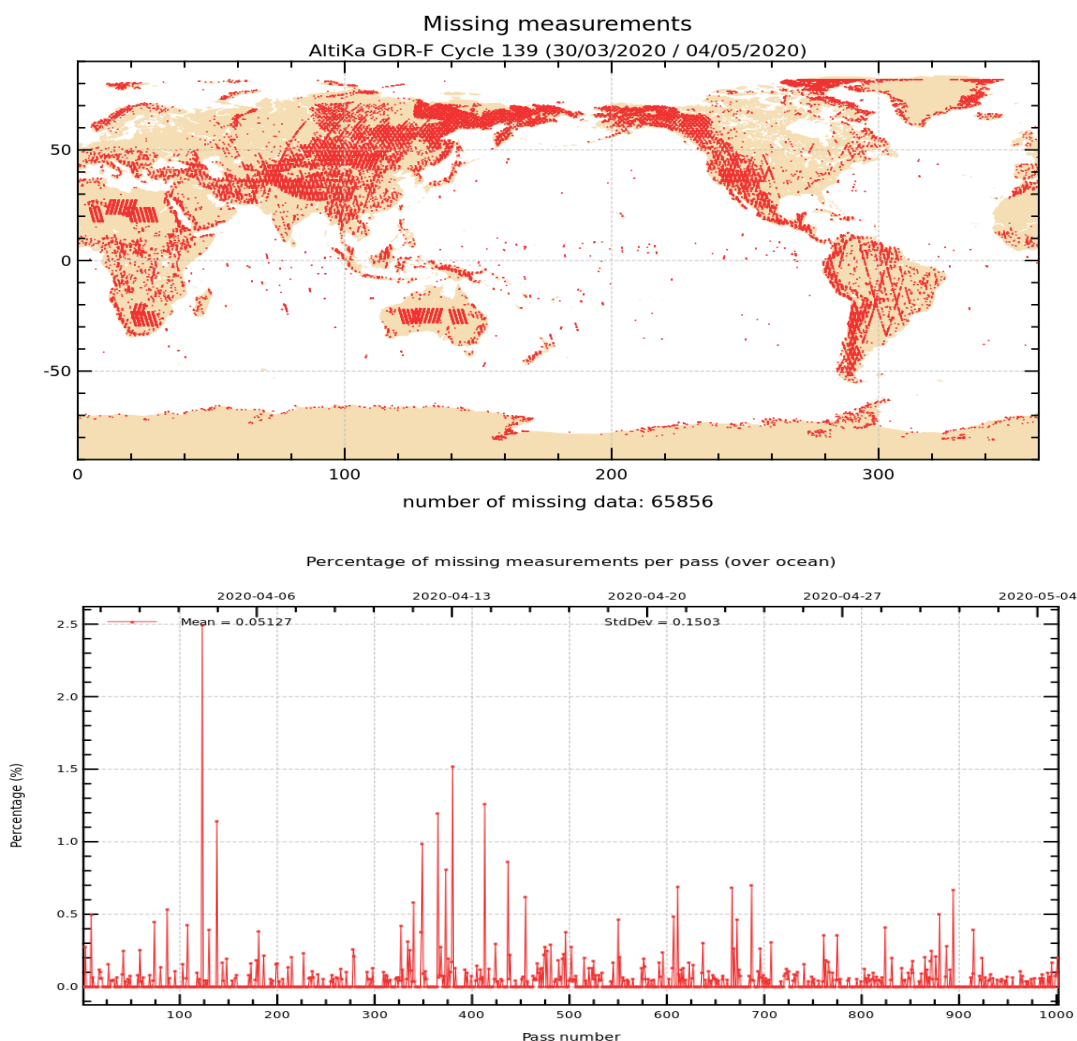 Missing measurements
AltiKa GDR-F Cycle 139 (30/03/2020 / 04/05/2020)
50
0
-50
0 100 200 300
number of missing data: 65856
Percentage of missing measurements per pass (over ocean)
2020-04-06 2020-04-13 2020-04-20 2020-04-27 2020-05-04
Mean = 0.05127 StdDev = 0.1503
2.5
2.0
1.5
1.0
0.5
0.0
Percentage (%)
100 200 300 400 500 600 700 800 900 1000
Pass number